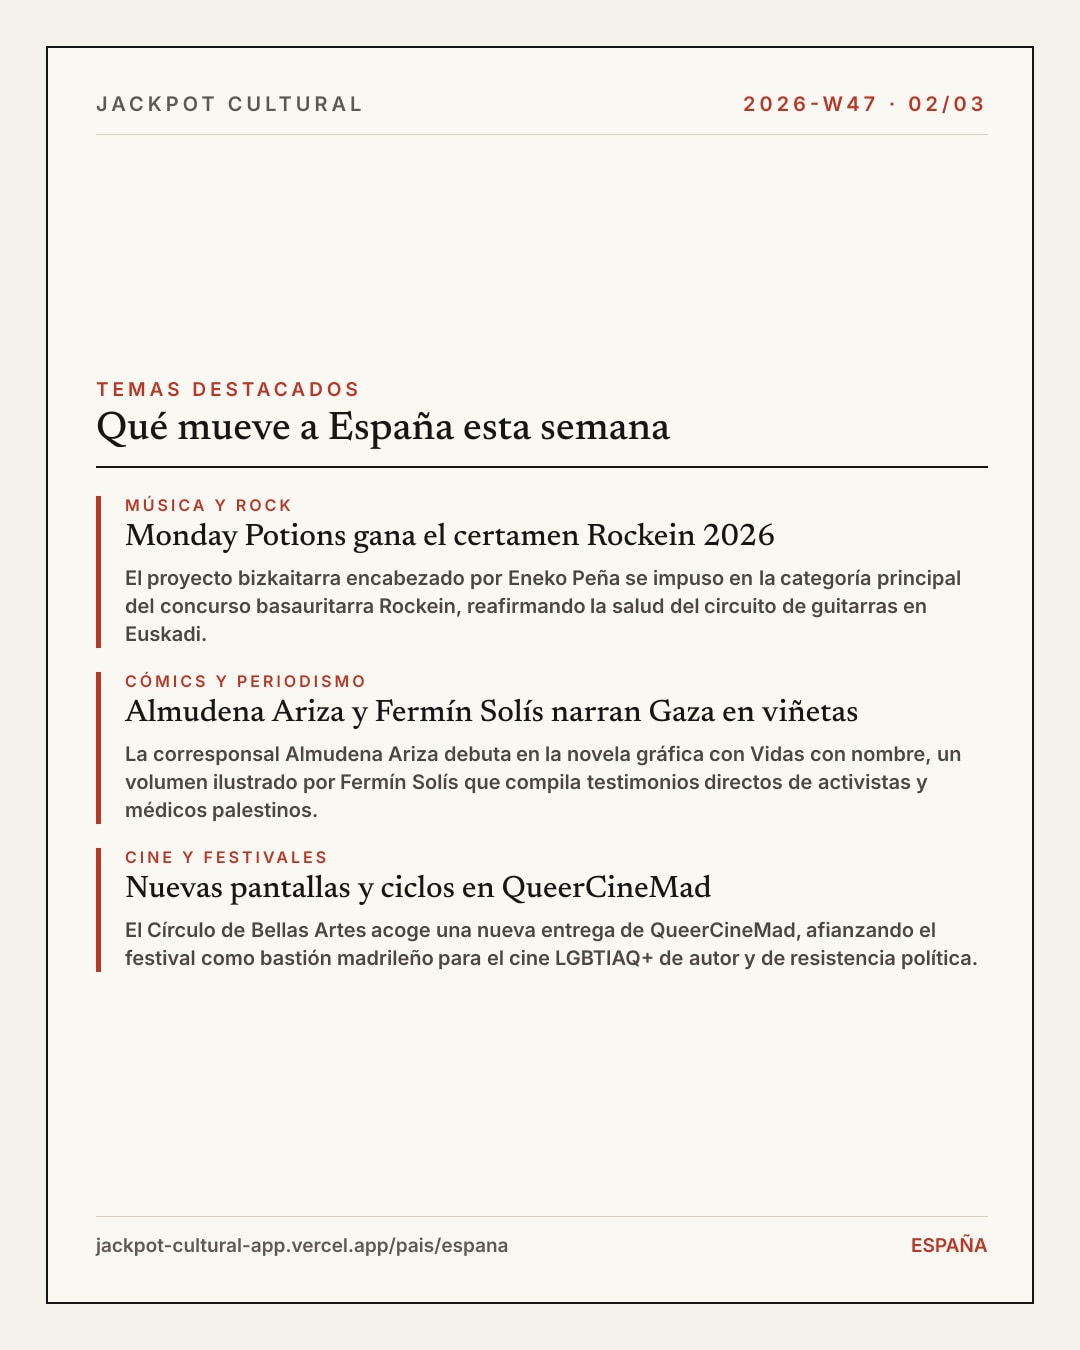 JACKPOT CULTURAL
2026-W47 · 02/03
TEMAS DESTACADOS
Qué mueve a España esta semana
MÚSICA Y ROCK
Monday Potions gana el certamen Rockein 2026
El proyecto bizkaitarra encabezado por Eneko Peña se impuso en la categoría principal
del concurso basauritarra Rockein, reafirmando la salud del circuito de guitarras en
Euskadi.
CÓMICS Y PERIODISMO
Almudena Ariza y Fermín Solís narran Gaza en viñetas
La corresponsal Almudena Ariza debuta en la novela gráfica con Vidas con nombre, un
volumen ilustrado por Fermín Solís que compila testimonios directos de activistas y
médicos palestinos.
CINE Y FESTIVALES
Nuevas pantallas y ciclos en QueerCineMad
El Círculo de Bellas Artes acoge una nueva entrega de QueerCineMad, afianzando el
festival como bastión madrileño para el cine LGBTIAQ+ de autor y de resistencia política.
jackpot-cultural-app.vercel.app/pais/espana
ESPAÑA